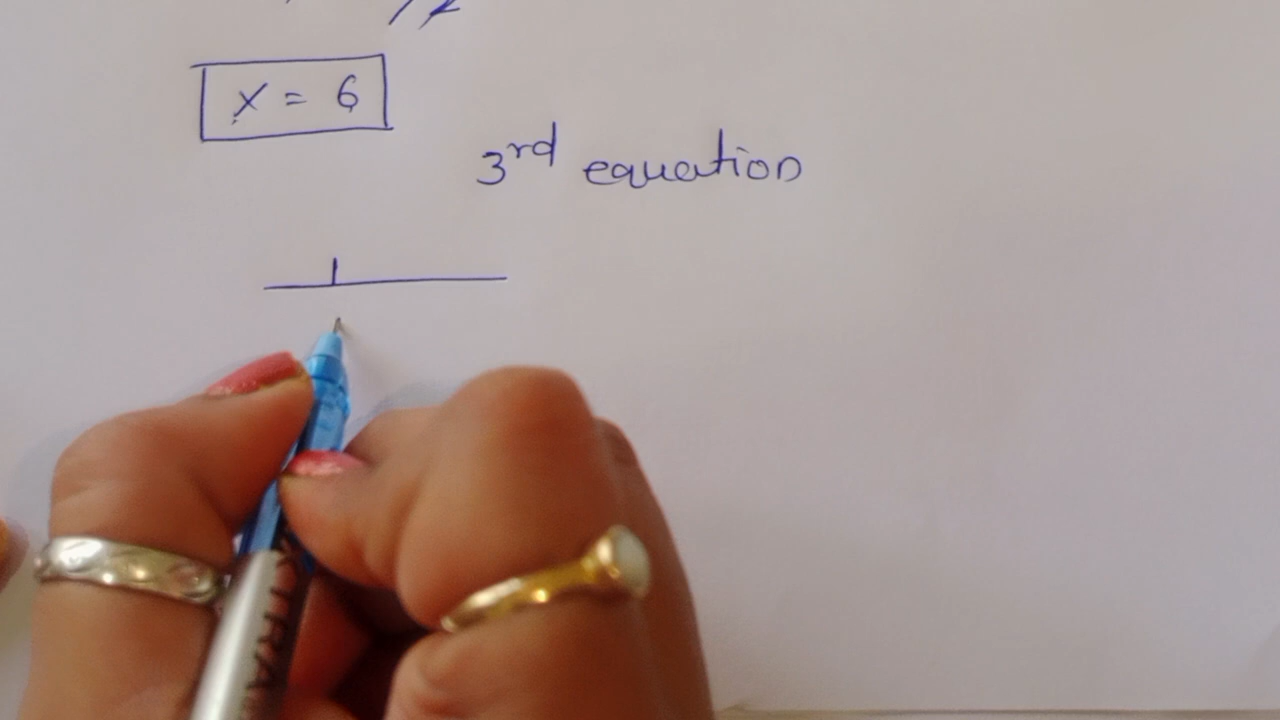 x = 6
3rd equation